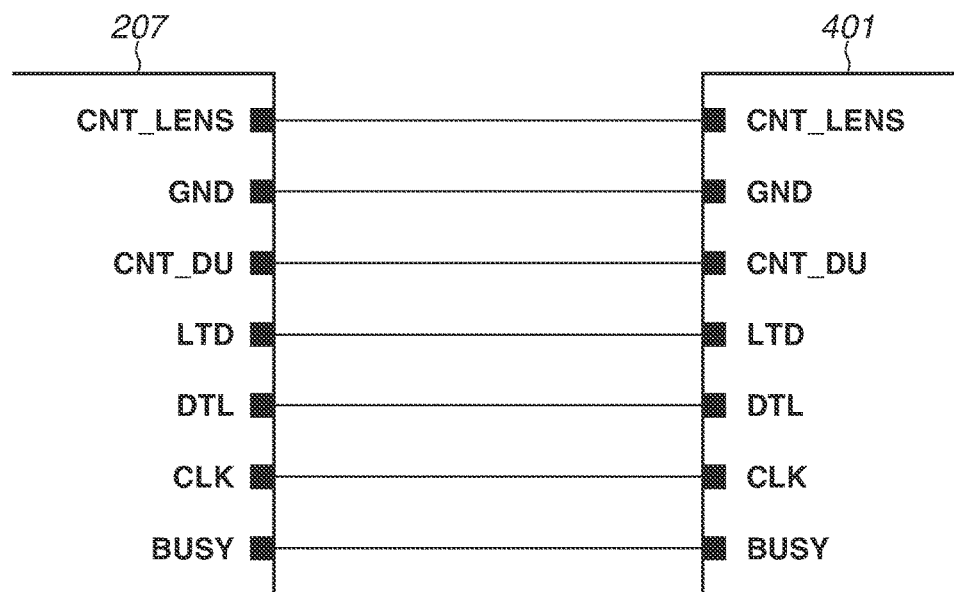 207 401
CNT_LENS CNT_LENS
GND GND
CNT_DU CNT_DU
LTD LTD
DTL DTL
CLK CLK
BUSY BUSY